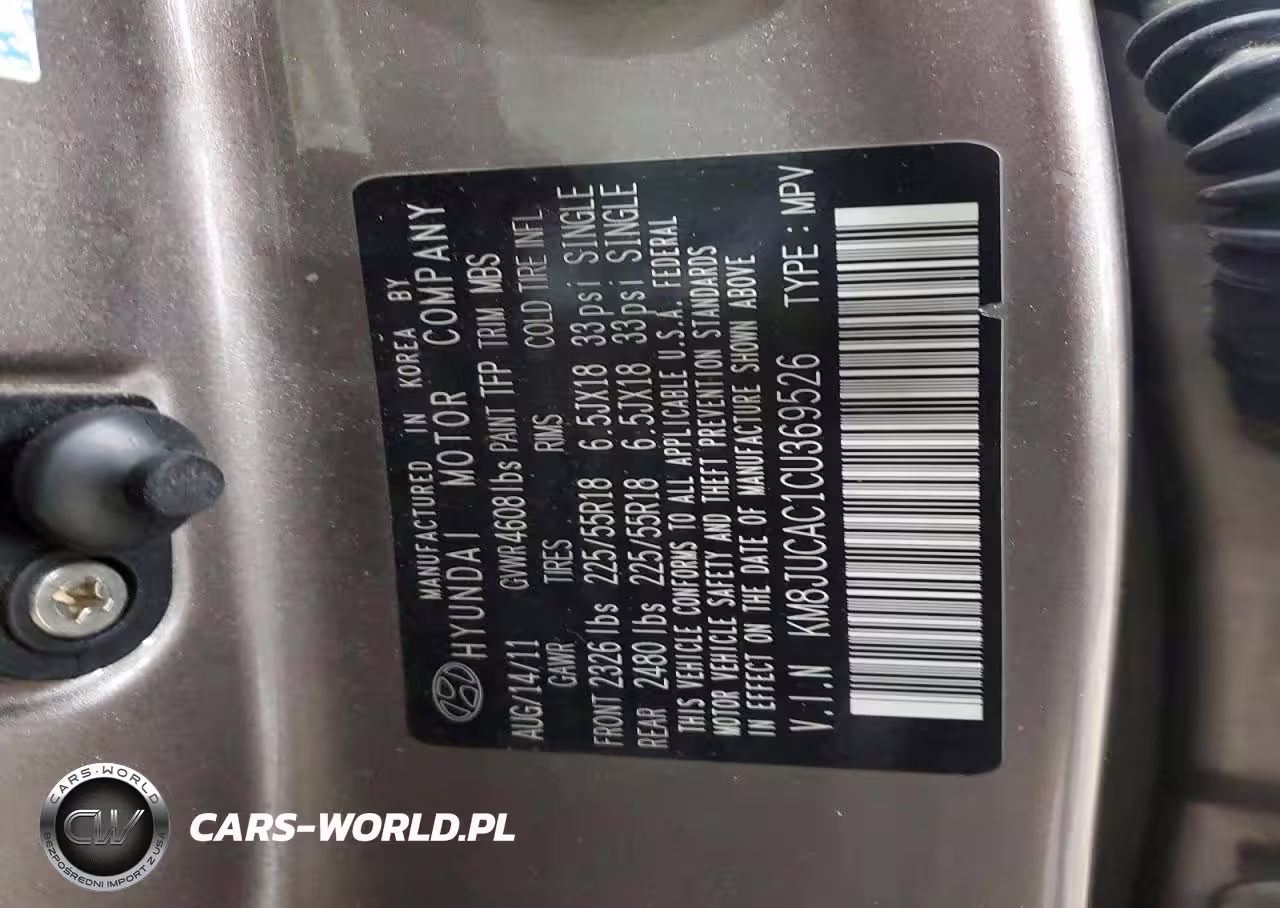 MANUFACTURED IN KOREA BY
HYUNDAI MOTOR COMPANY
AUG/14/11 GVWR 4608 lbs PAINT TFP TRIM MBS
GAWR TIRES RIMS COLD TIRE INFL
FRONT 2326 lbs 225/55R18 6.5JX18 33psi SINGLE
REAR 2480 lbs 225/55R18 6.5JX18 33psi SINGLE
THIS VEHICLE CONFORMS TO ALL APPLICABLE U.S.A. FEDERAL
MOTOR VEHICLE SAFETY AND THEFT PREVENTION STANDARDS
IN EFFECT ON THE DATE OF MANUFACTURE SHOWN ABOVE
V.I.N KM8JUCAC1CU369526 TYPE : MPV
CARS-WORLD
CW
BEZPOŚREDNI IMPORT Z USA
CARS-WORLD.PL